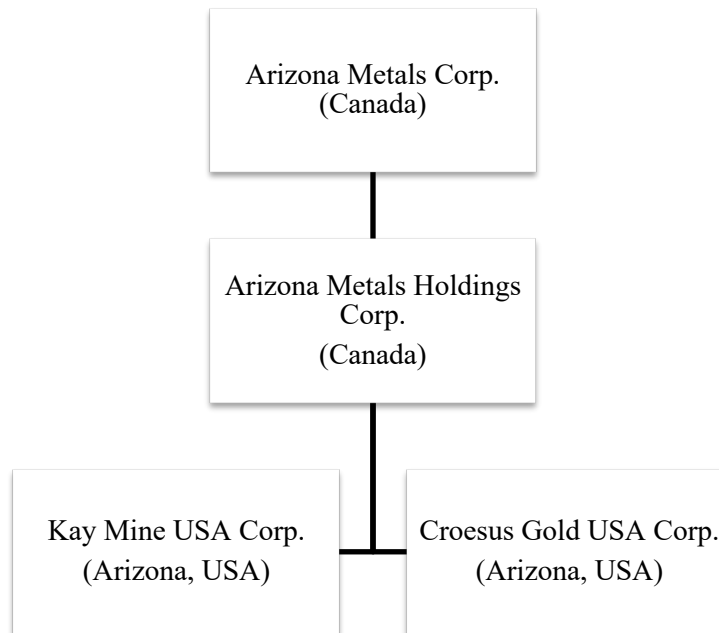 Arizona Metals Corp.
(Canada)
Arizona Metals Holdings
Corp.
(Canada)
Kay Mine USA Corp.
(Arizona, USA)
Croesus Gold USA Corp.
(Arizona, USA)